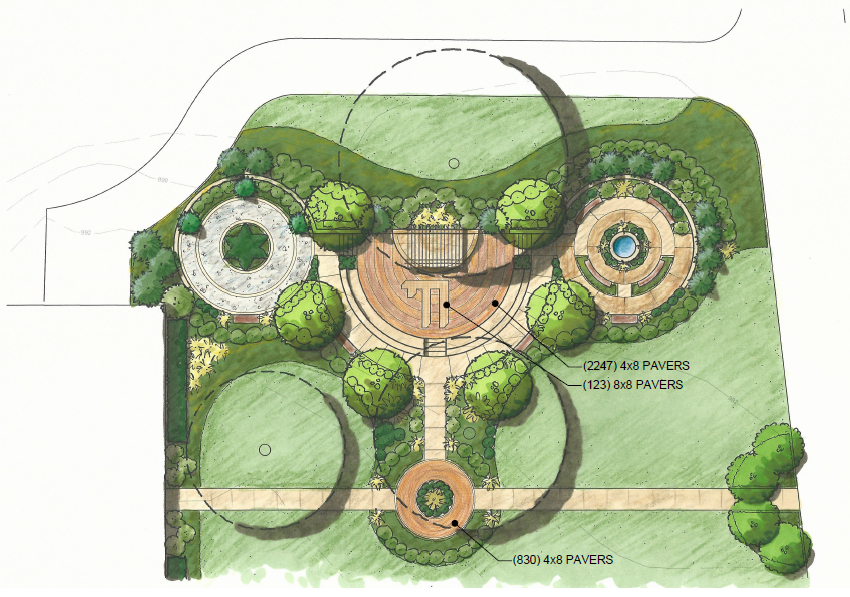 (2247) 4x8 PAVERS
(123) 8x8 PAVERS
(830) 4x8 PAVERS